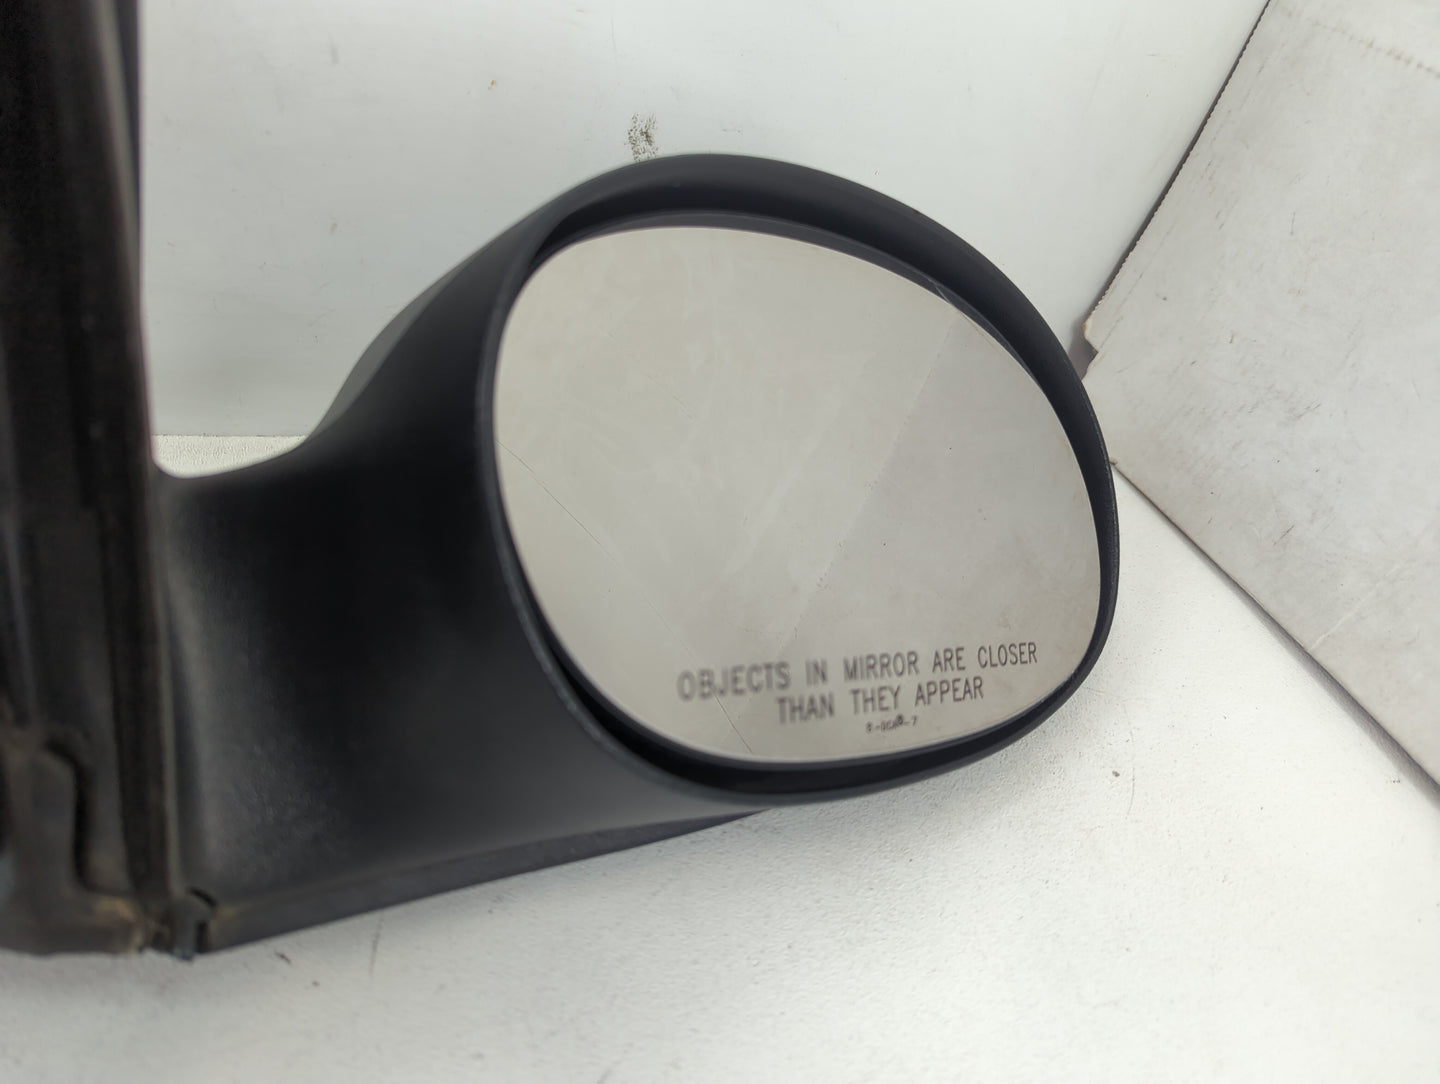 OBJECTS IN MIRROR ARE CLOSER
THAN THEY APPEAR